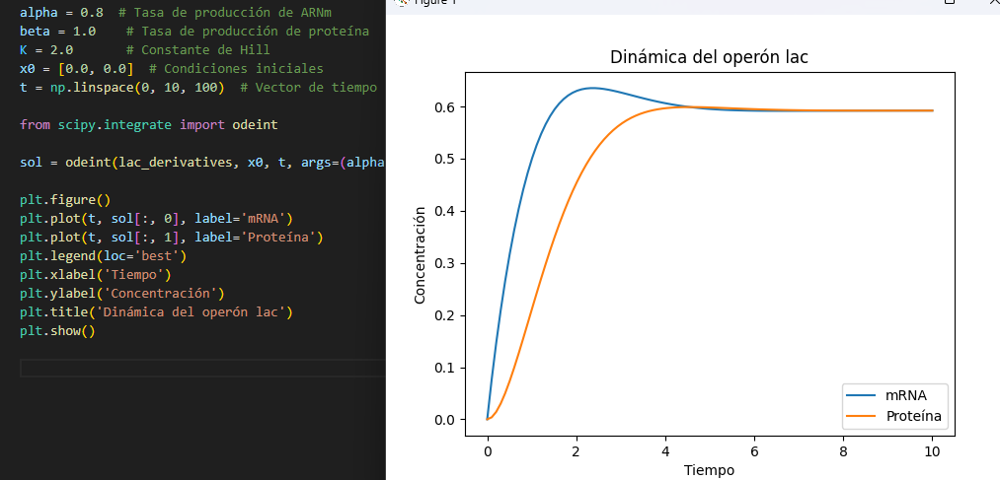 alpha = 0.8  # Tasa de producción de ARNm
beta = 1.0    # Tasa de producción de proteína
K = 2.0       # Constante de Hill
x0 = [0.0, 0.0]  # Condiciones iniciales
t = np.linspace(0, 10, 100)  # Vector de tiempo
from scipy.integrate import odeint
sol = odeint(lac_derivatives, x0, t, args=(alpha
plt.figure()
plt.plot(t, sol[:, 0], label='mRNA')
plt.plot(t, sol[:, 1], label='Proteína')
plt.legend(loc='best')
plt.xlabel('Tiempo')
plt.ylabel('Concentración')
plt.title('Dinámica del operón lac')
plt.show()
Figure 1
Dinámica del operón lac
Concentración
0.6
0.5
0.4
0.3
0.2
0.1
0.0
mRNA
Proteína
0 2 4 6 8 10
Tiempo